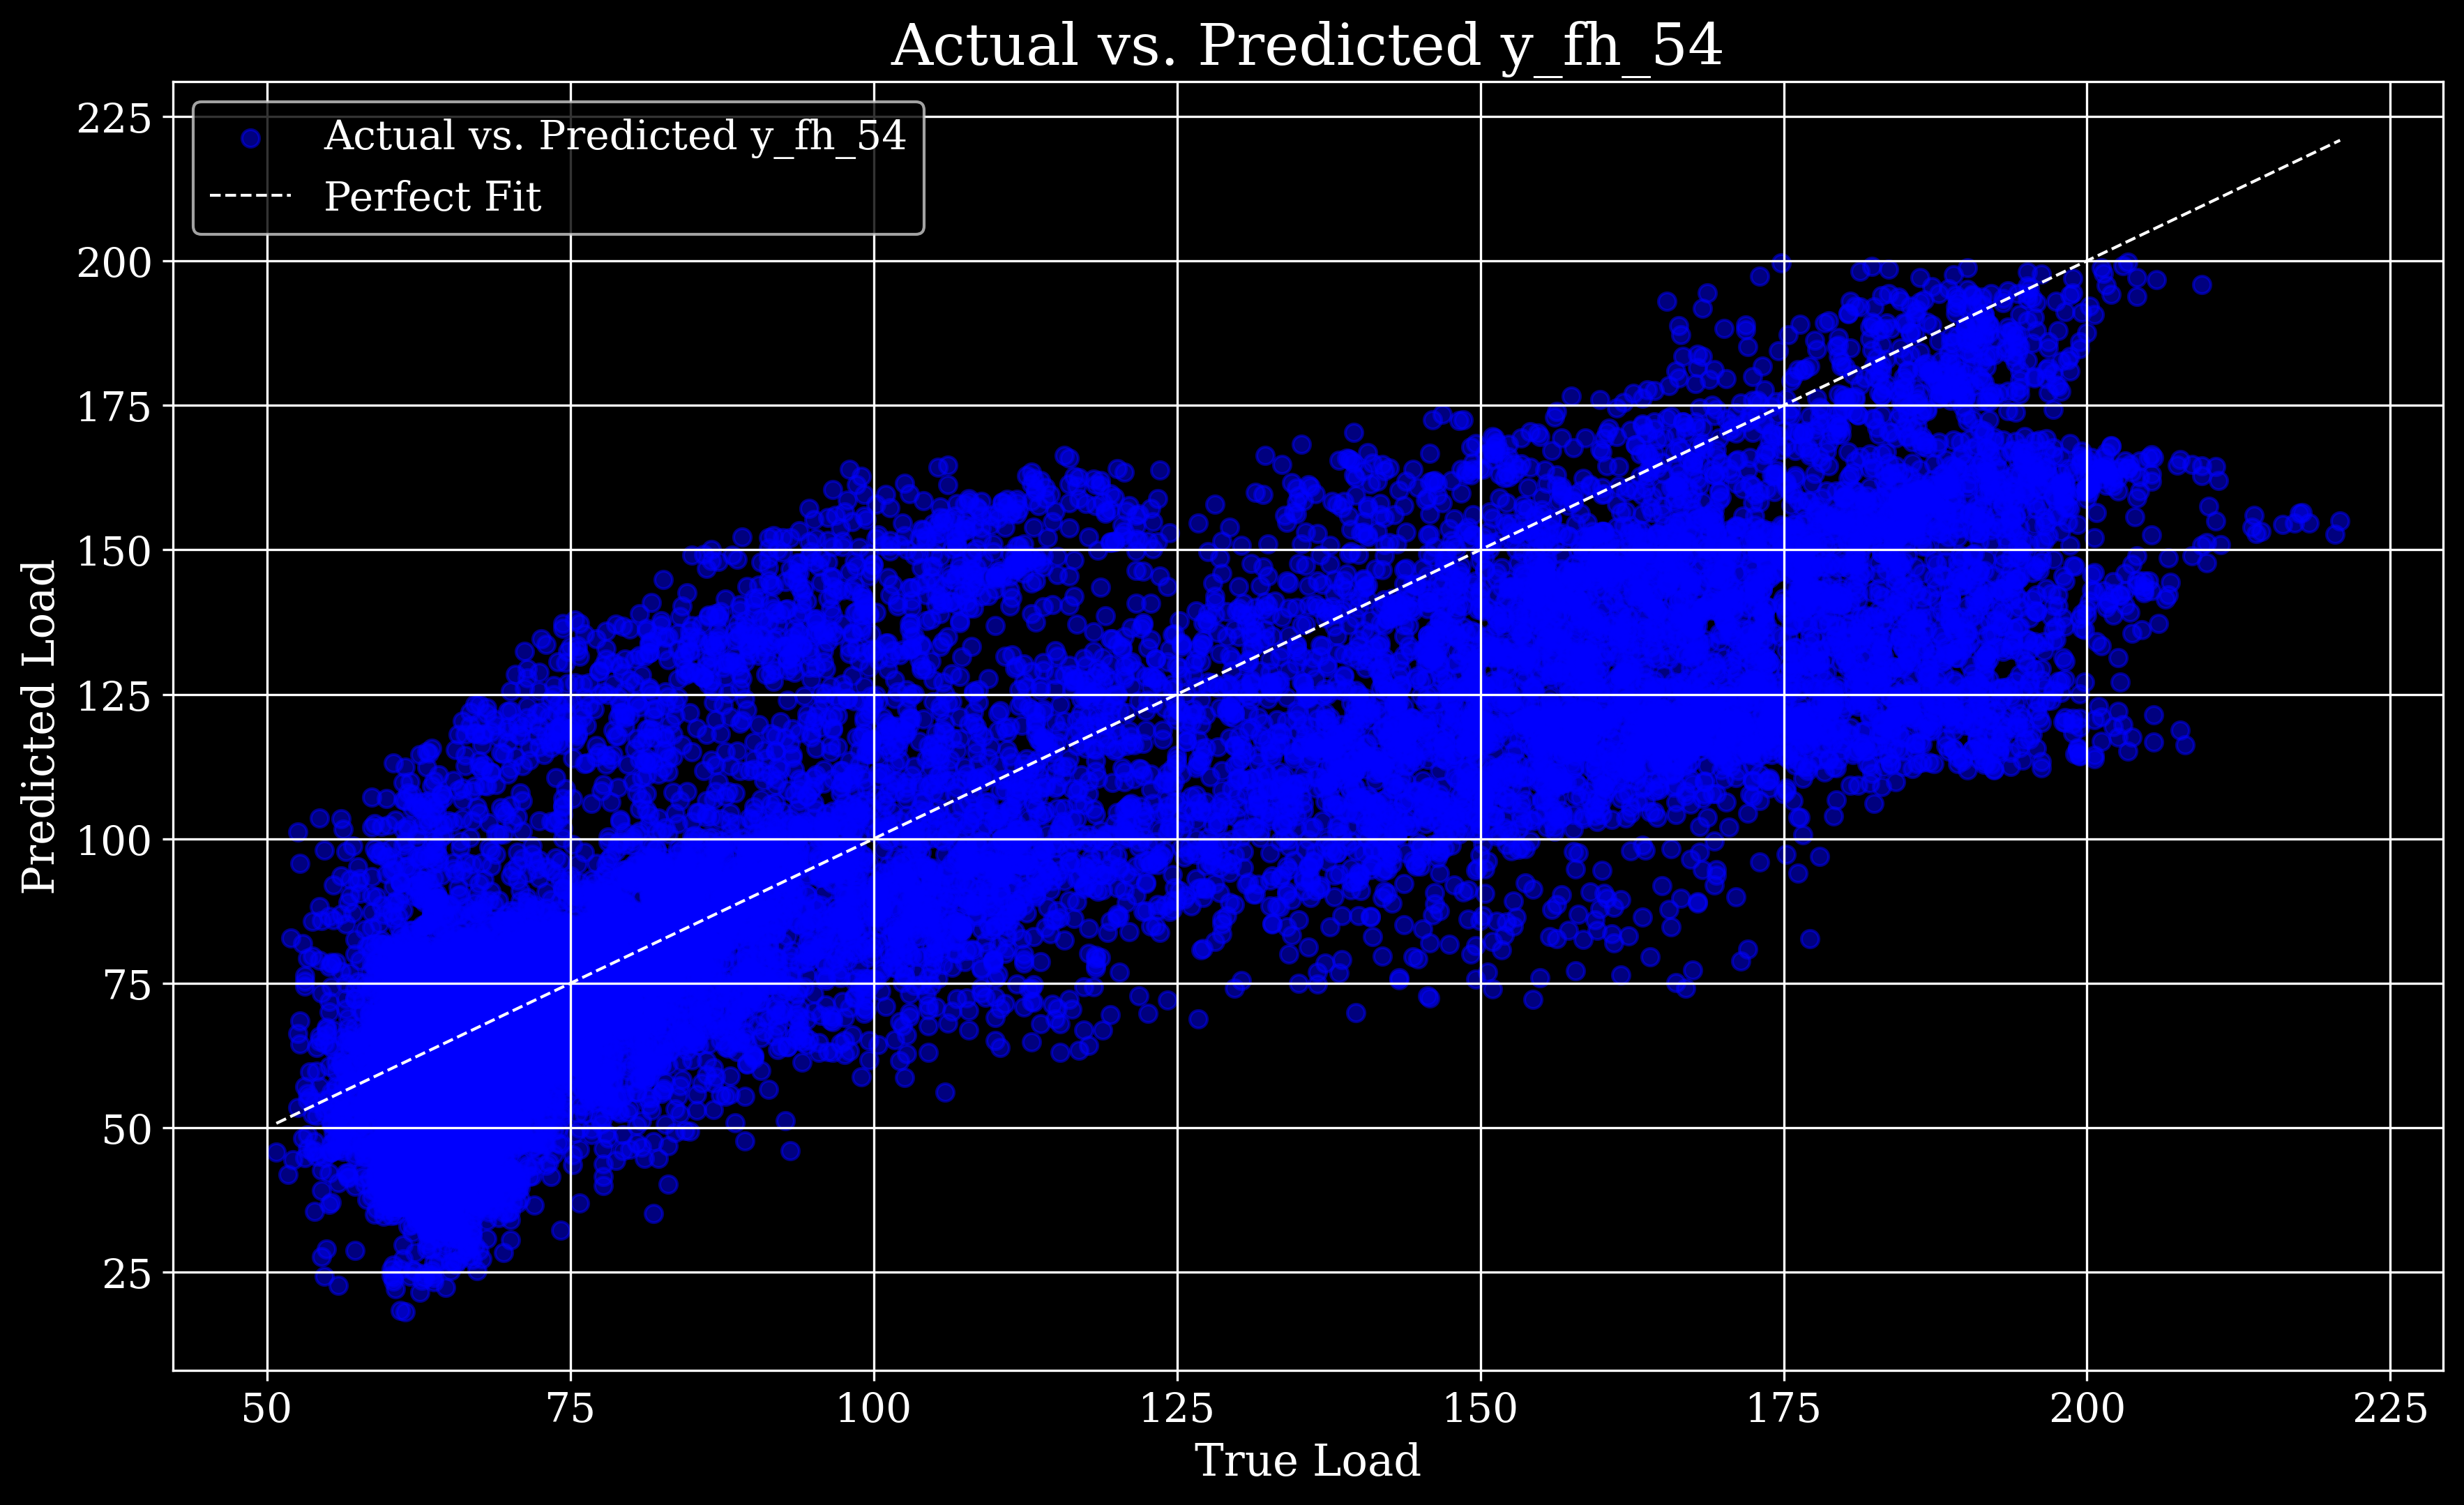 Actual vs. Predicted y_fh_54
Actual vs. Predicted y_fh_54
Perfect Fit
225
200
175
150
125
100
75
50
25
Predicted Load
50 75 100 125 150 175 200 225
True Load